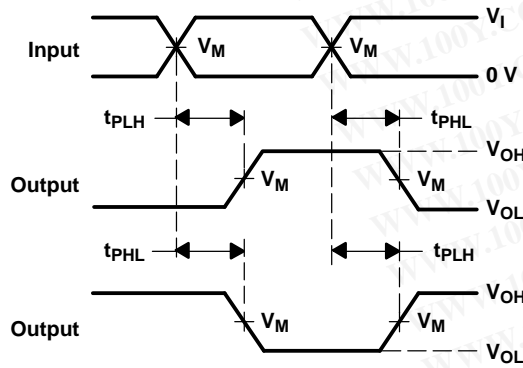 V_I
Input
V_M
V_M
0 V
t_PLH
t_PHL
V_OH
Output
V_M
V_M
V_OL
t_PHL
t_PLH
V_OH
Output
V_M
V_M
V_OL